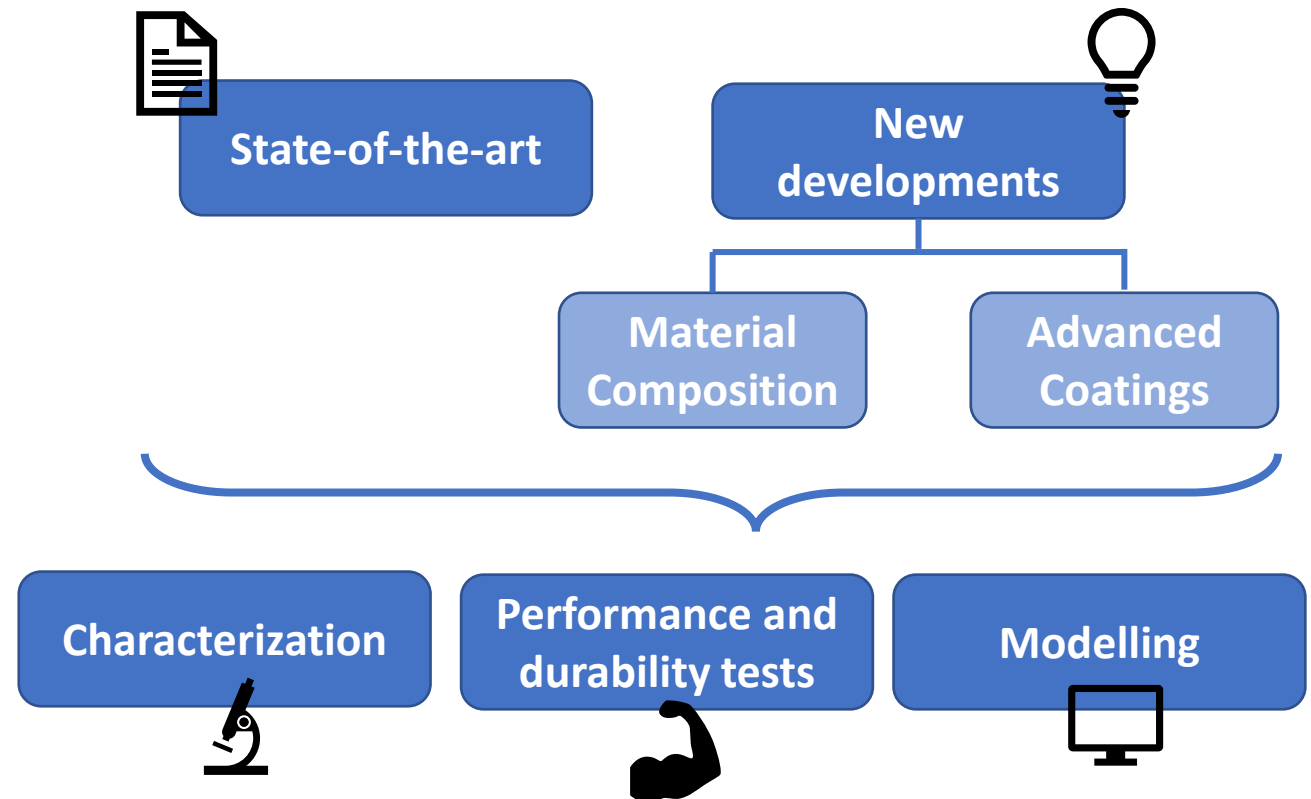 State-of-the-art
New
developments
Material
Composition
Advanced
Coatings
Characterization
Performance and
durability tests
Modelling